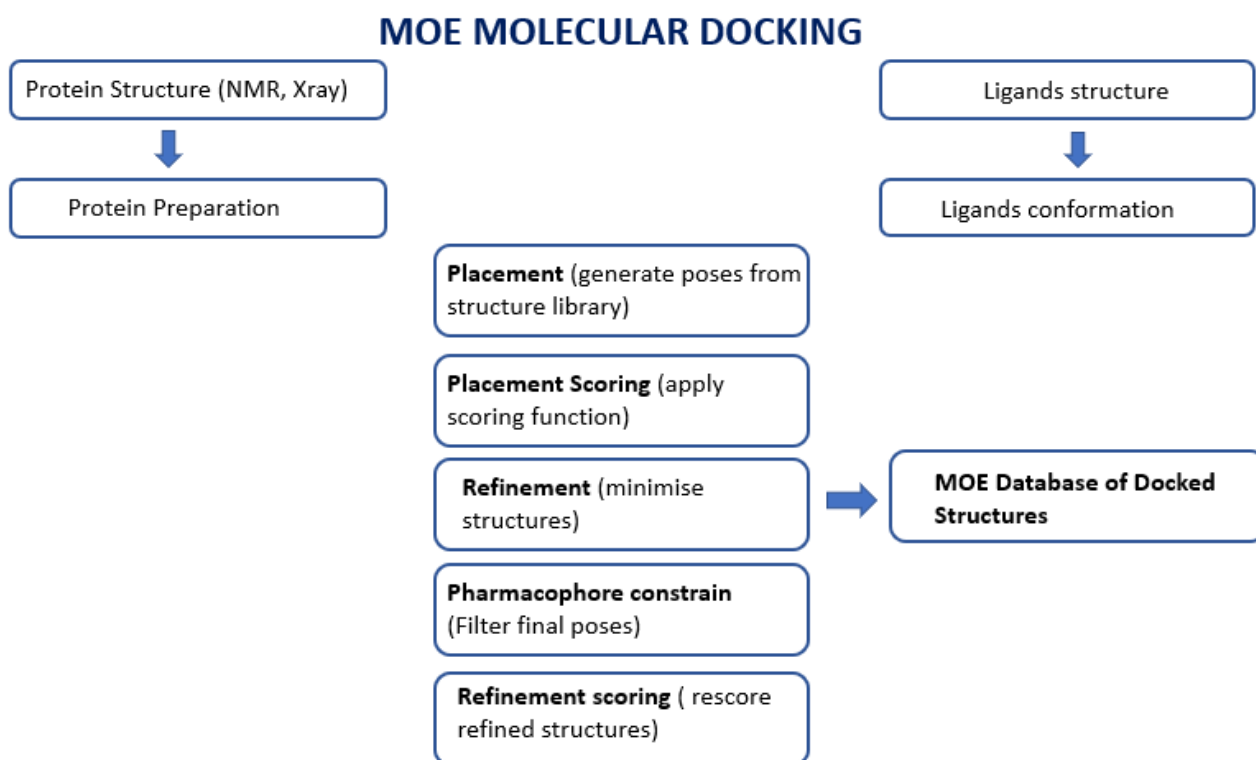 MOE MOLECULAR DOCKING
Protein Structure (NMR, Xray)
Ligands structure
Protein Preparation
Ligands conformation
Placement (generate poses from
structure library)
Placement Scoring (apply
scoring function)
Refinement (minimise
structures)
MOE Database of Docked
Structures
Pharmacophore constrain
(Filter final poses)
Refinement scoring ( rescore
refined structures)